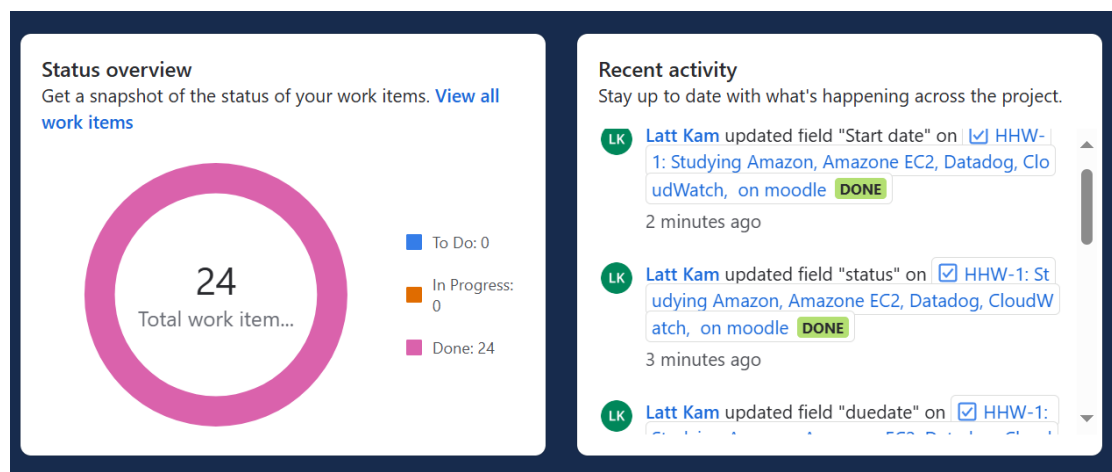 Status overview
Get a snapshot of the status of your work items. View all
work items
24
Total work item...
To Do: 0
In Progress:
0
Done: 24
Recent activity
Stay up to date with what's happening across the project.
LK
Latt Kam updated field "Start date" on HHW-
1: Studying Amazon, Amazone EC2, Datadog, Clo
udWatch, on moodle DONE
2 minutes ago
LK
Latt Kam updated field "status" on HHW-1: St
udying Amazon, Amazone EC2, Datadog, CloudW
atch, on moodle DONE
3 minutes ago
LK
Latt Kam updated field "duedate" on HHW-1: